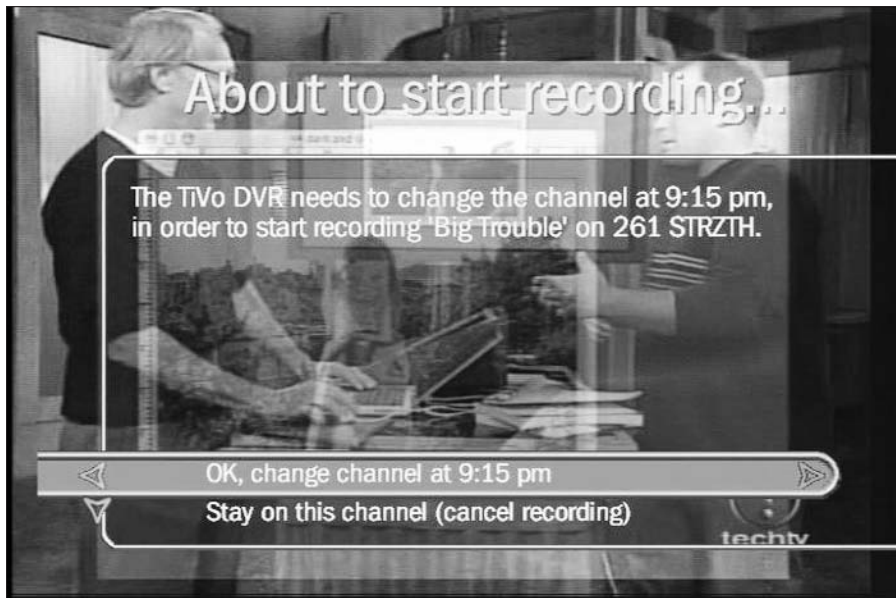 About to start recording...
The TiVo DVR needs to change the channel at 9:15 pm,
in order to start recording 'Big Trouble' on 261 STRZTH.
OK, change channel at 9:15 pm
Stay on this channel (cancel recording)
techtv